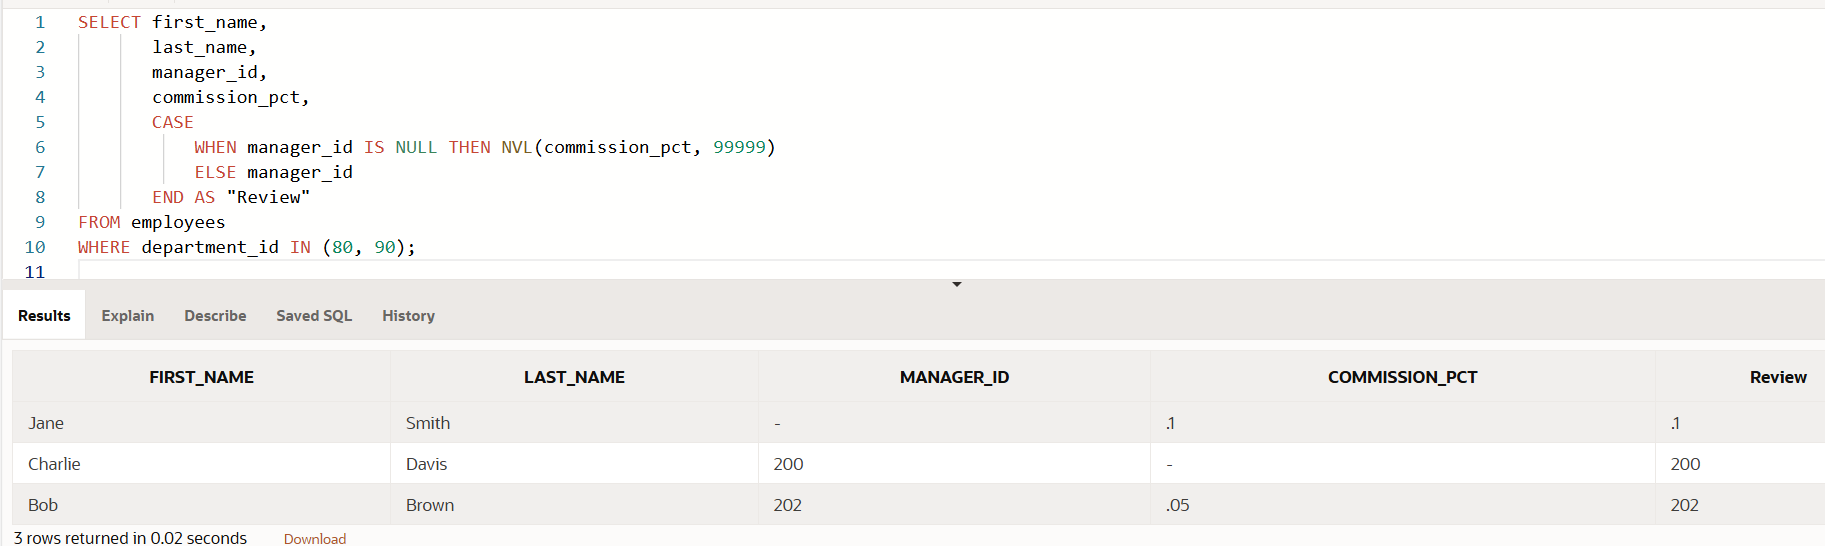 1 SELECT first_name,
2 last_name,
3 manager_id,
4 commission_pct,
5 CASE
6 WHEN manager_id IS NULL THEN NVL(commission_pct, 99999)
7 ELSE manager_id
8 END AS "Review"
9 FROM employees
10 WHERE department_id IN (80, 90);
11
Results Explain Describe Saved SQL History
FIRST_NAME LAST_NAME MANAGER_ID COMMISSION_PCT Review
Jane Smith - .1 .1
Charlie Davis 200 - 200
Bob Brown 202 .05 202
3 rows returned in 0.02 seconds Download